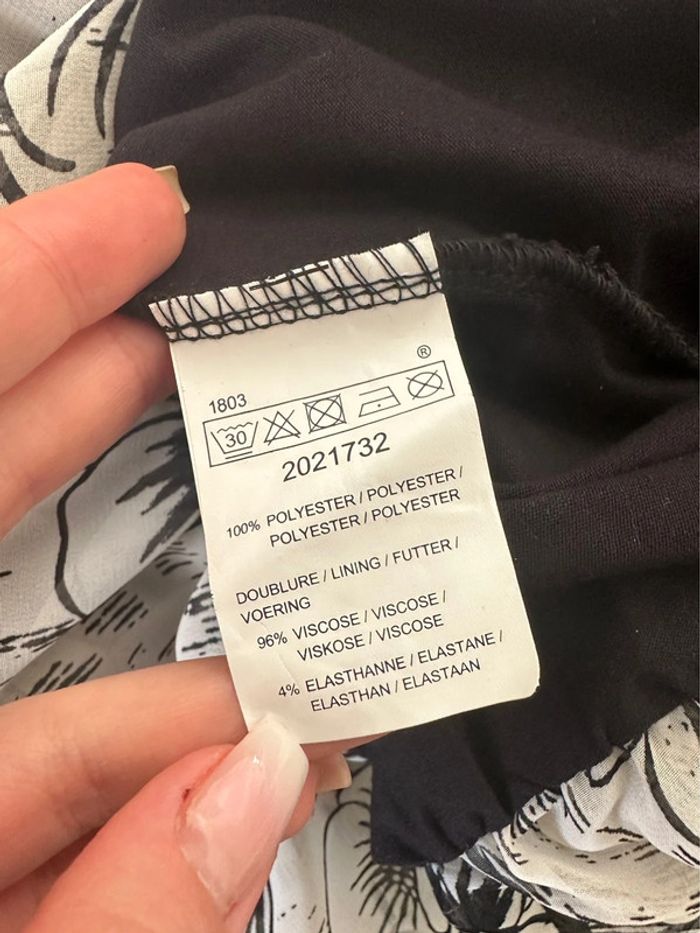 ®
1803
30
2021732
100% POLYESTER / POLYESTER /
POLYESTER / POLYESTER
DOUBLURE / LINING / FUTTER /
VOERING
96% VISCOSE / VISCOSE /
VISKOSE / VISCOSE
4% ELASTHANNE / ELASTANE /
ELASTHAN / ELASTAAN